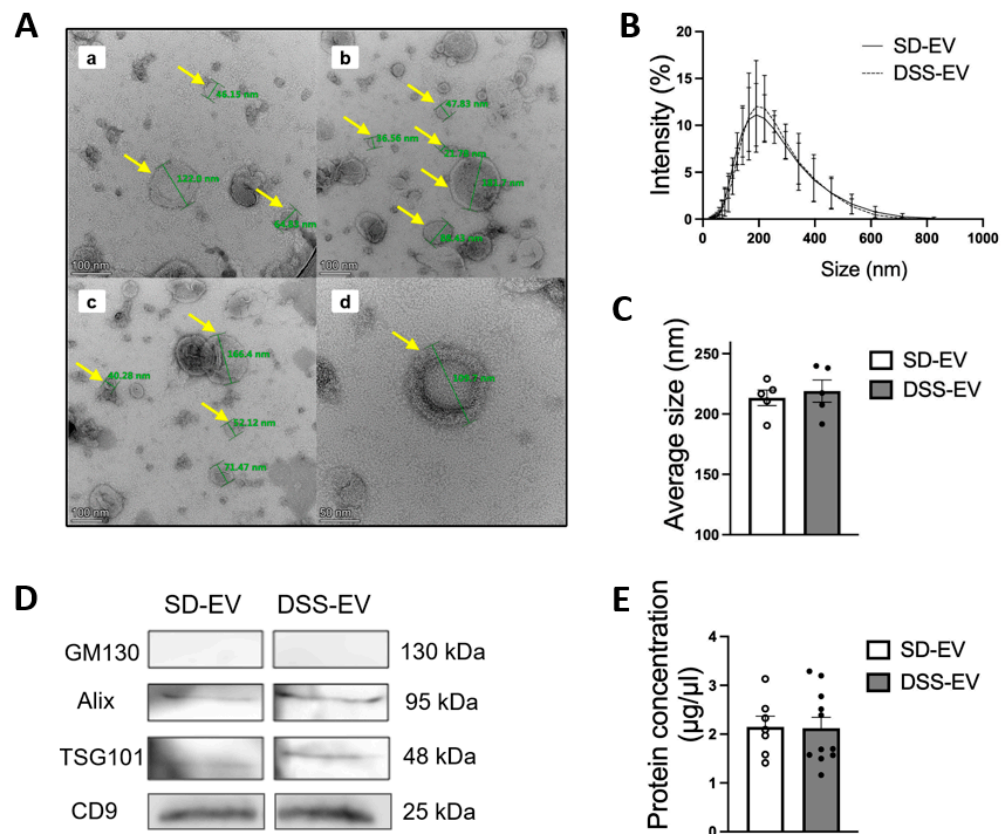 A
a
46.13 nm
100 nm
b
47.83 nm
100 nm
c
166.4 nm
71.47 nm
100 nm
d
50 nm
B
Intensity (%)
20
15
10
5
0
0 200 400 600 800 1000
Size (nm)
SD-EV
DSS-EV
C
Average size (nm)
250
200
150
100
SD-EV
DSS-EV
D
SD-EV DSS-EV
GM130 130 kDa
Alix 95 kDa
TSG101 48 kDa
CD9 25 kDa
E
Protein concentration
(µg/µl)
4
3
2
1
0
SD-EV
DSS-EV